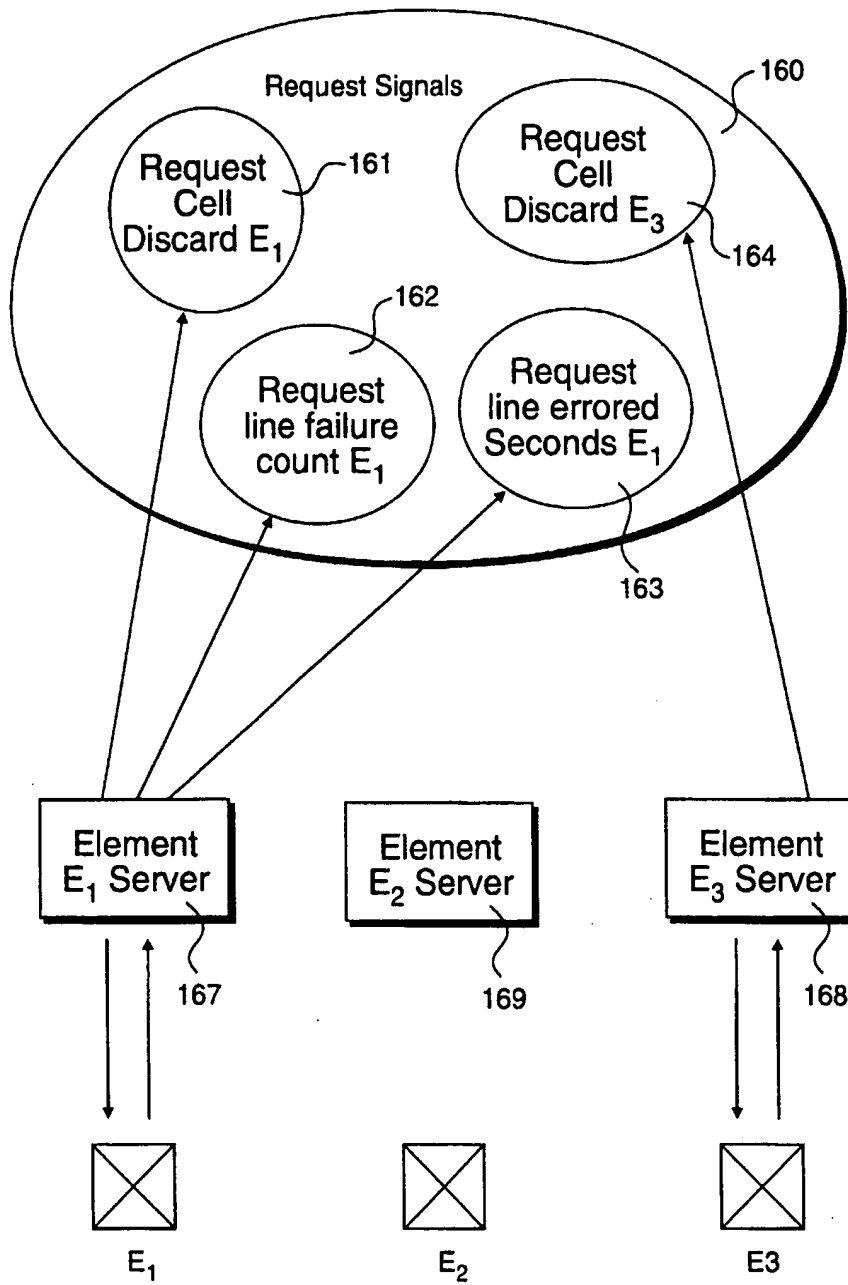 Request Signals
160
Request
Cell
Discard E₁
161
Request
Cell
Discard E₃
164
162
Request
line failure
count E₁
Request
line errored
Seconds E₁
163
Element
E₁ Server
167
Element
E₂ Server
169
Element
E₃ Server
168
E₁
E₂
E3